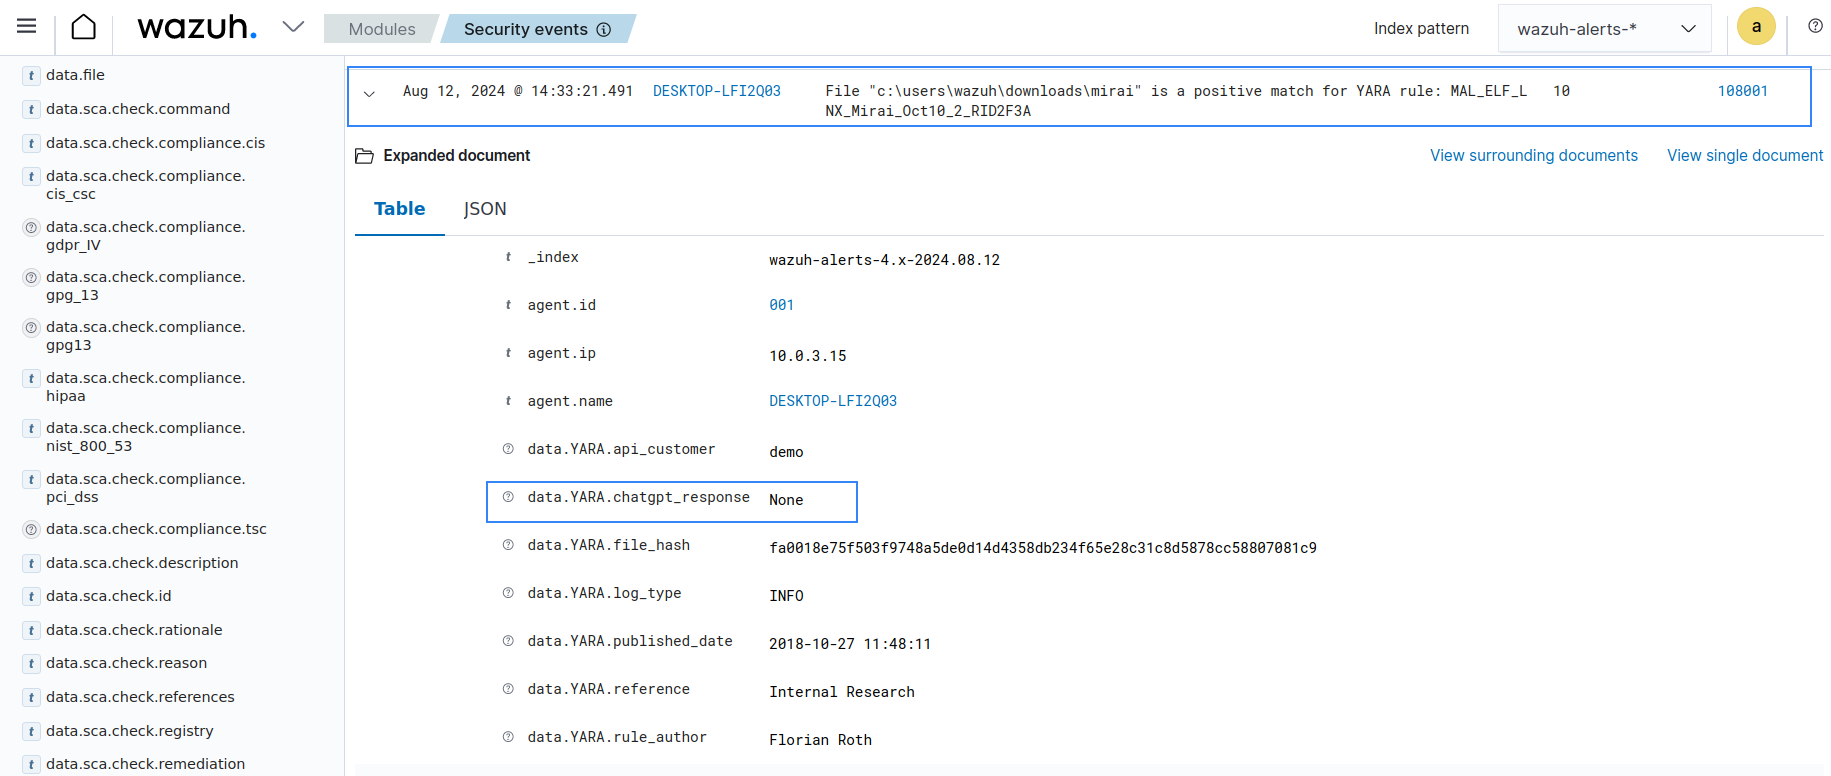 wazuh.
Modules
Security events
Index pattern
wazuh-alerts-*
a
data.file
data.sca.check.command
data.sca.check.compliance.cis
data.sca.check.compliance.
cis_csc
data.sca.check.compliance.
gdpr_IV
data.sca.check.compliance.
gpg_13
data.sca.check.compliance.
gpg13
data.sca.check.compliance.
hipaa
data.sca.check.compliance.
nist_800_53
data.sca.check.compliance.
pci_dss
data.sca.check.compliance.tsc
data.sca.check.description
data.sca.check.id
data.sca.check.rationale
data.sca.check.reason
data.sca.check.references
data.sca.check.registry
data.sca.check.remediation
Aug 12, 2024 @ 14:33:21.491 DESKTOP-LFI2Q03 File "c:\users\wazuh\downloads\mirai" is a positive match for YARA rule: MAL_ELF_L 10 108001
NX_Mirai_Oct10_2_RID2F3A
Expanded document
View surrounding documents View single document
Table JSON
t _index wazuh-alerts-4.x-2024.08.12
t agent.id 001
t agent.ip 10.0.3.15
t agent.name DESKTOP-LFI2Q03
data.YARA.api_customer demo
data.YARA.chatgpt_response None
data.YARA.file_hash fa0018e75f503f9748a5de0d14d4358db234f65e28c31c8d5878cc58807081c9
data.YARA.log_type INFO
data.YARA.published_date 2018-10-27 11:48:11
data.YARA.reference Internal Research
data.YARA.rule_author Florian Roth